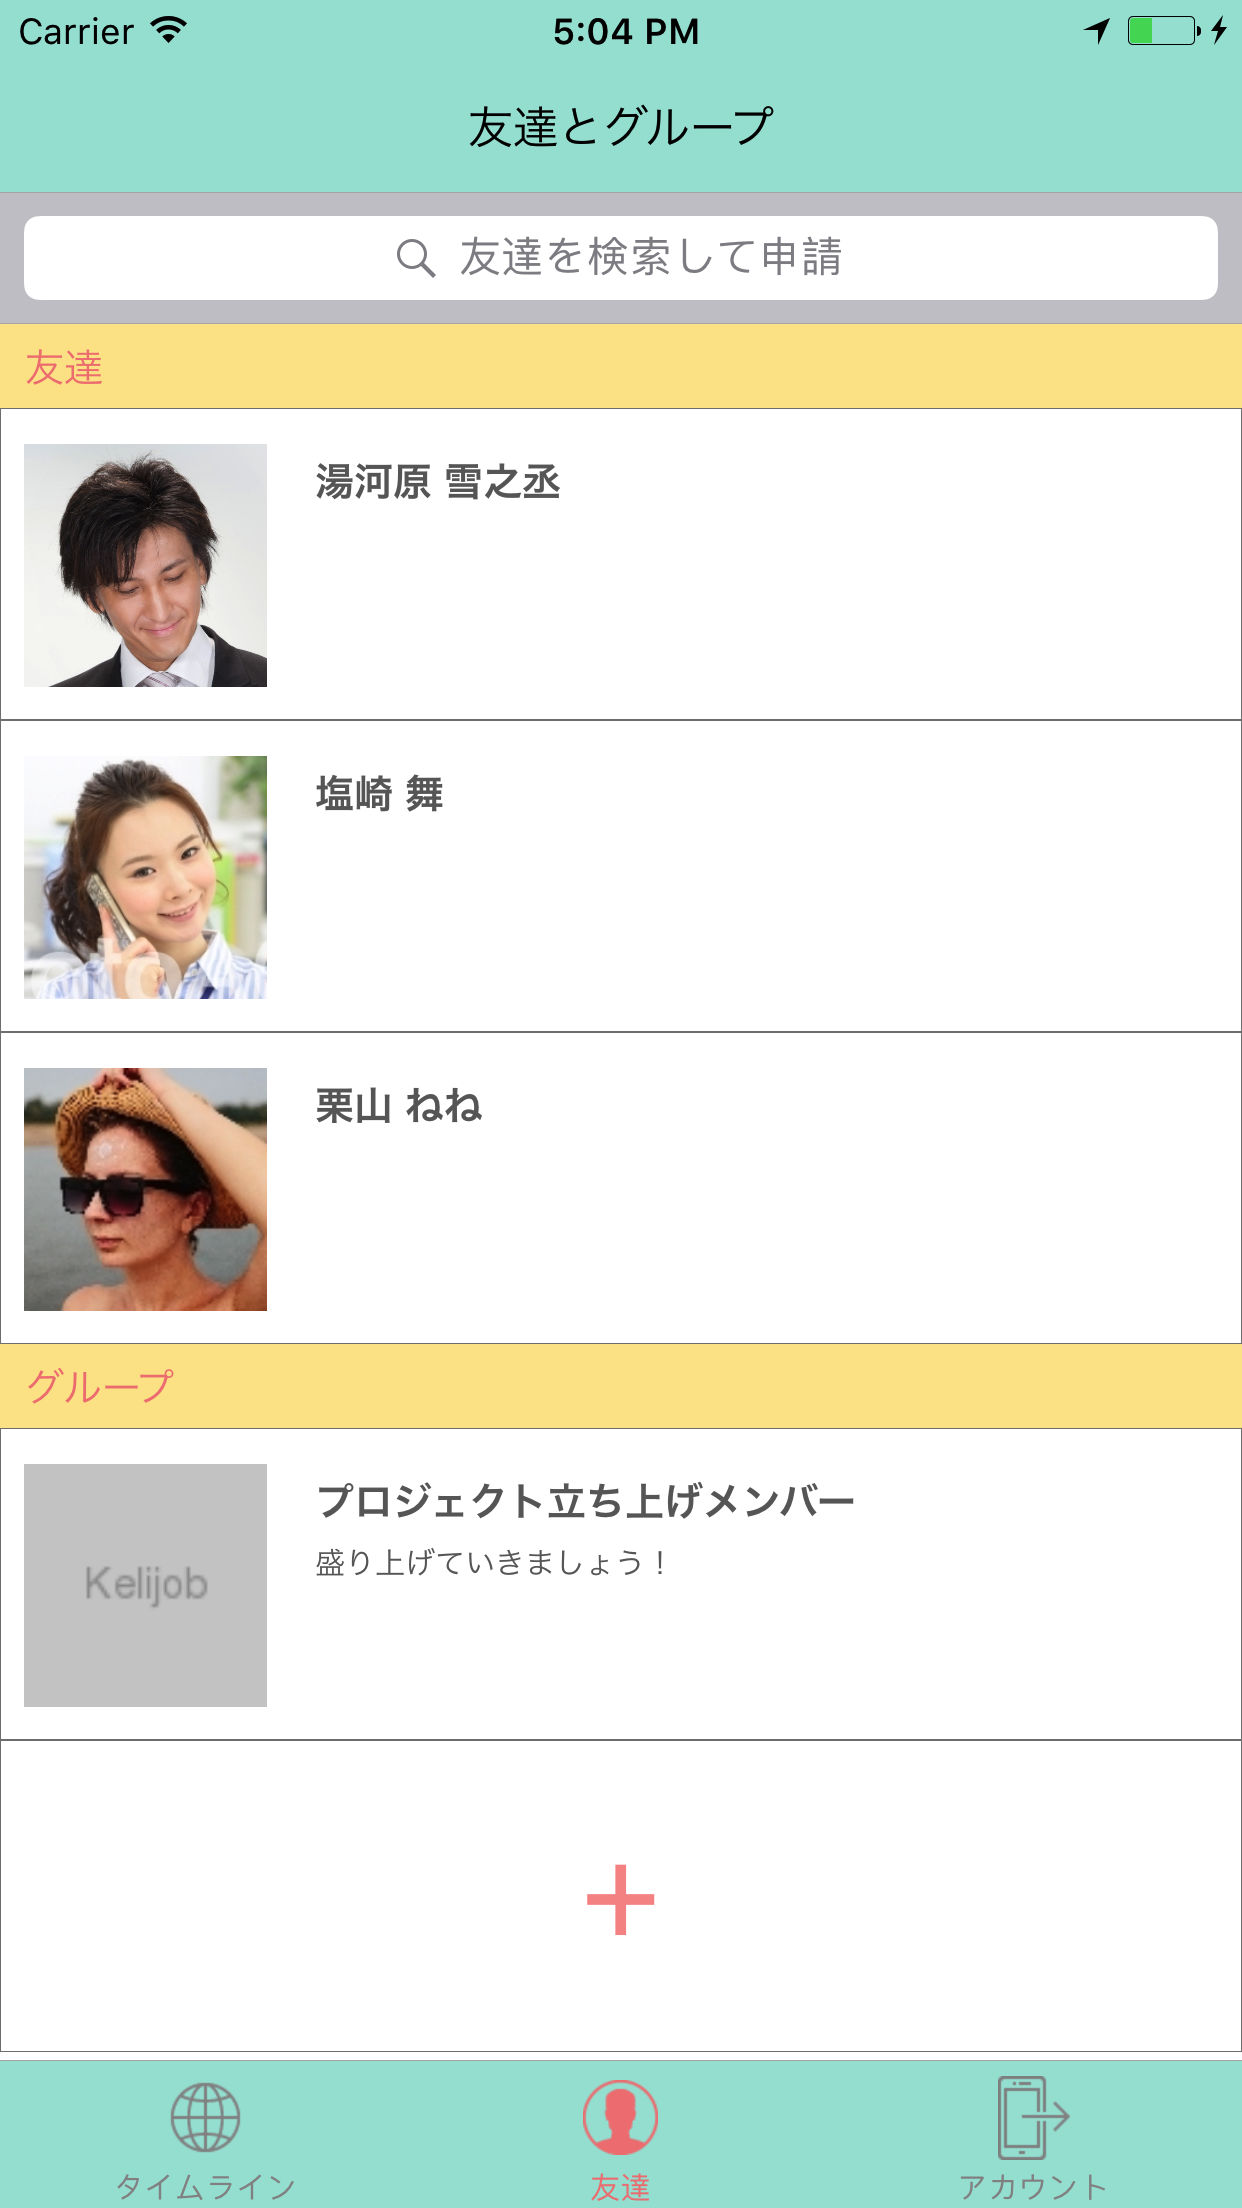 Carrier 5:04 PM
友達とグループ
友達を検索して申請
友達
湯河原 雪之丞
塩崎 舞
栗山 ねね
グループ
プロジェクト立ち上げメンバー
盛り上げていきましょう！
Kelijob
+
タイムライン 友達 アカウント